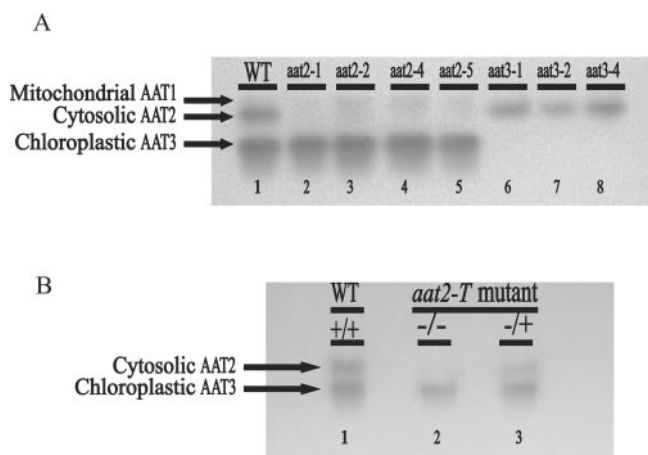 A
WT aat2-1 aat2-2 aat2-4 aat2-5 aat3-1 aat3-2 aat3-4
Mitochondrial AAT1
Cytosolic AAT2
Chloroplastic AAT3
1 2 3 4 5 6 7 8
B
WT aat2-T mutant
+/+ -/- -/+
Cytosolic AAT2
Chloroplastic AAT3
1 2 3